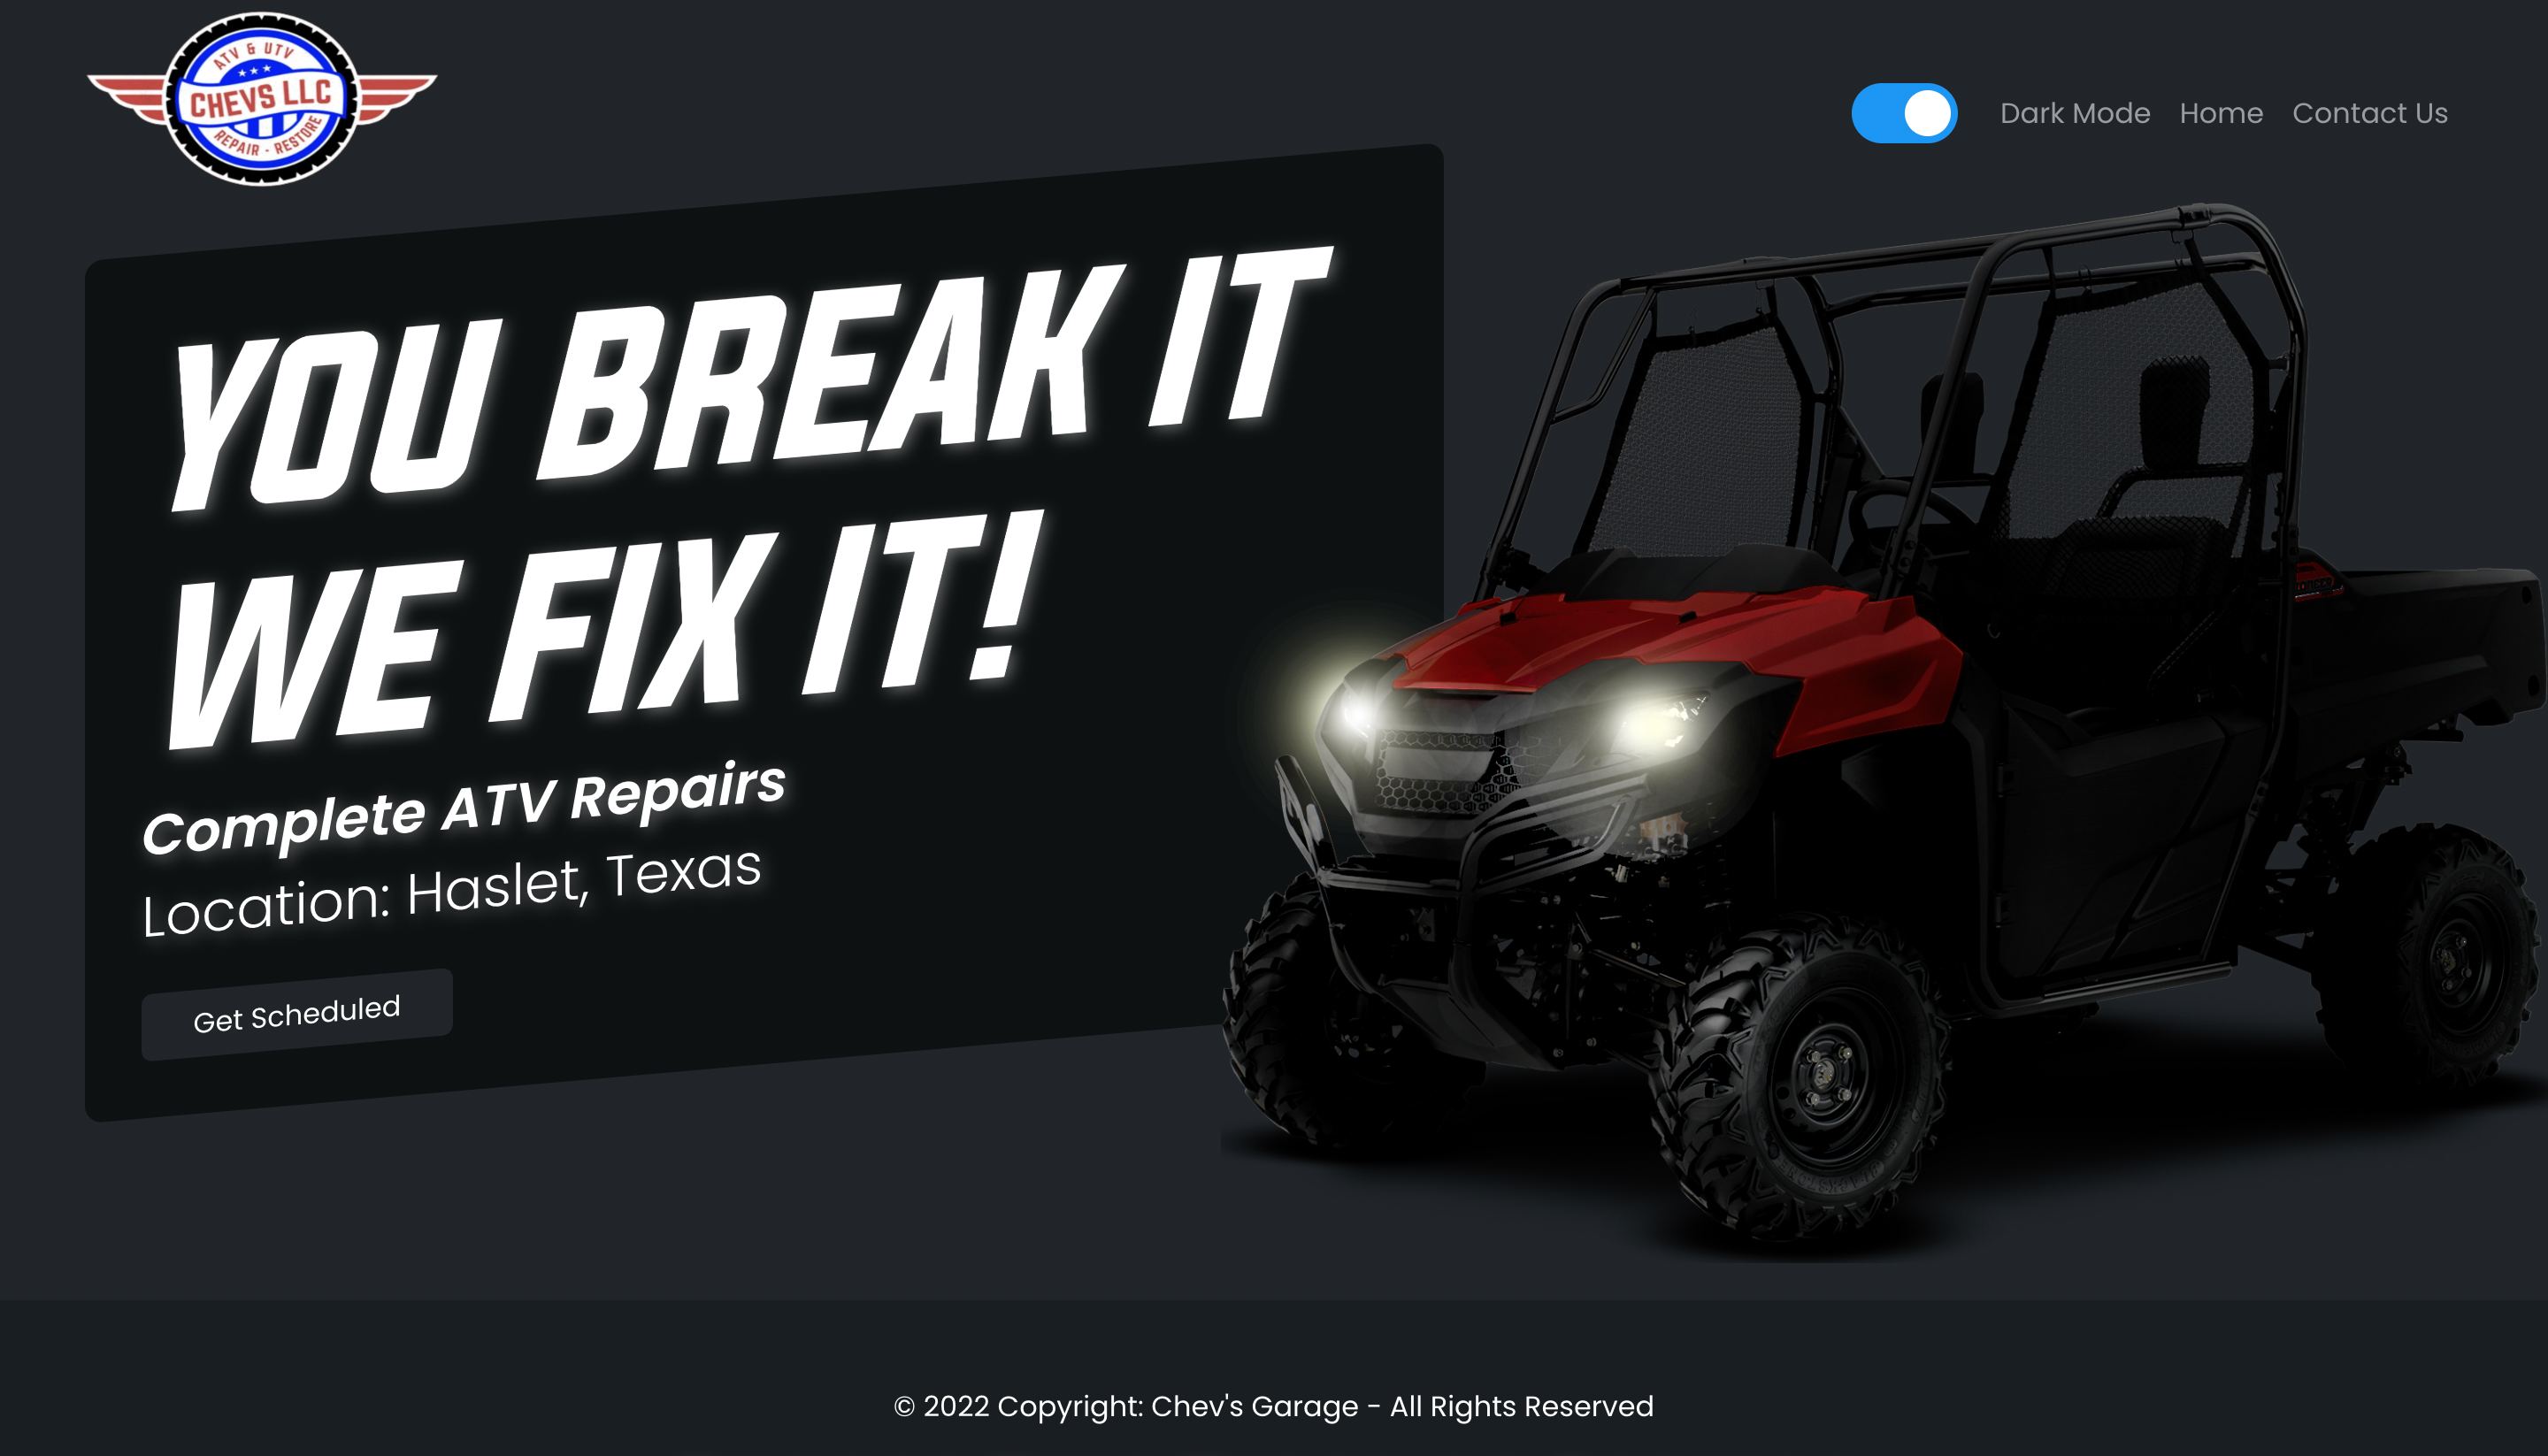 ATV & UTV
CHEVS LLC
REPAIR - RESTORE
Dark Mode Home Contact Us
YOU BREAK IT
WE FIX IT!
Complete ATV Repairs
Location: Haslet, Texas
Get Scheduled
© 2022 Copyright: Chev's Garage - All Rights Reserved